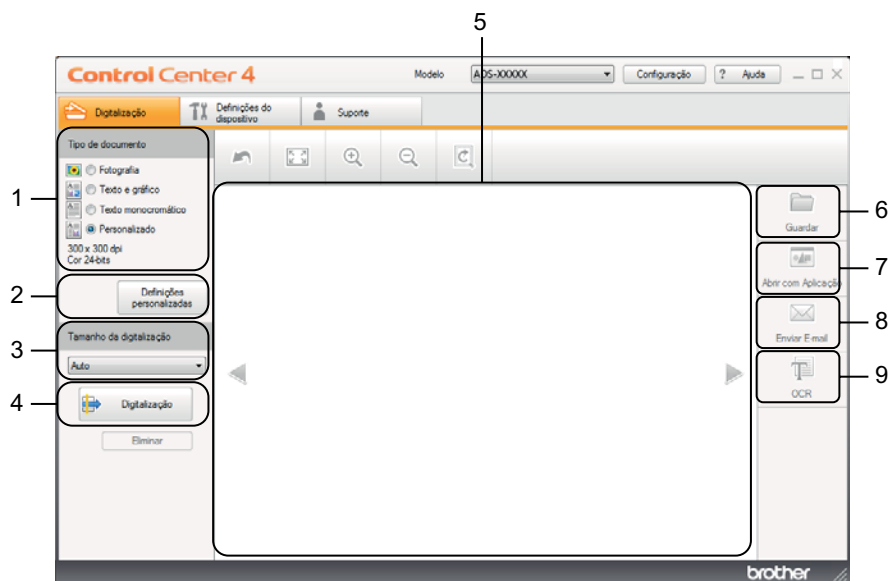 5
Control Center 4
Modelo
ADS-XXXXX
Configuração
? Ajuda
Digitalização
Definições do
dispositivo
Suporte
Tipo de documento
Fotografia
Texto e gráfico
Texto monocromático
Personalizado
300 x 300 dpi
Cor 24-bits
1
Definições
personalizadas
2
Tamanho da digitalização
Auto
3
Digitalização
4
Eliminar
Guardar
6
Abrir com Aplicação
7
Enviar E-mail
8
OCR
9
brother